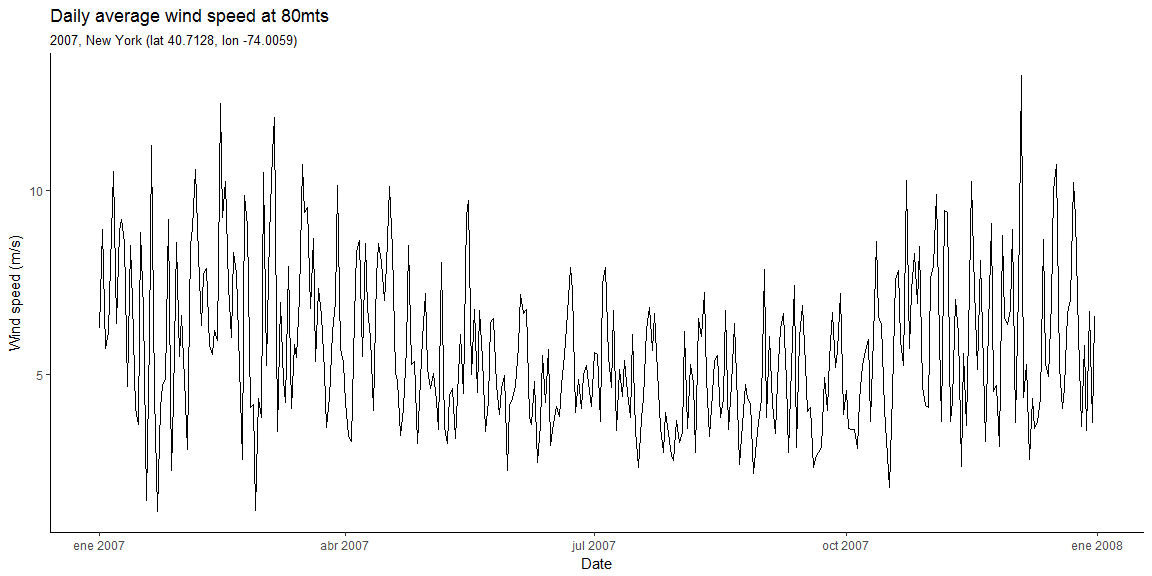 Daily average wind speed at 80mts
2007, New York (lat 40.7128, lon -74.0059)
Wind speed (m/s)
10
5
ene 2007 abr 2007 jul 2007 oct 2007 ene 2008
Date